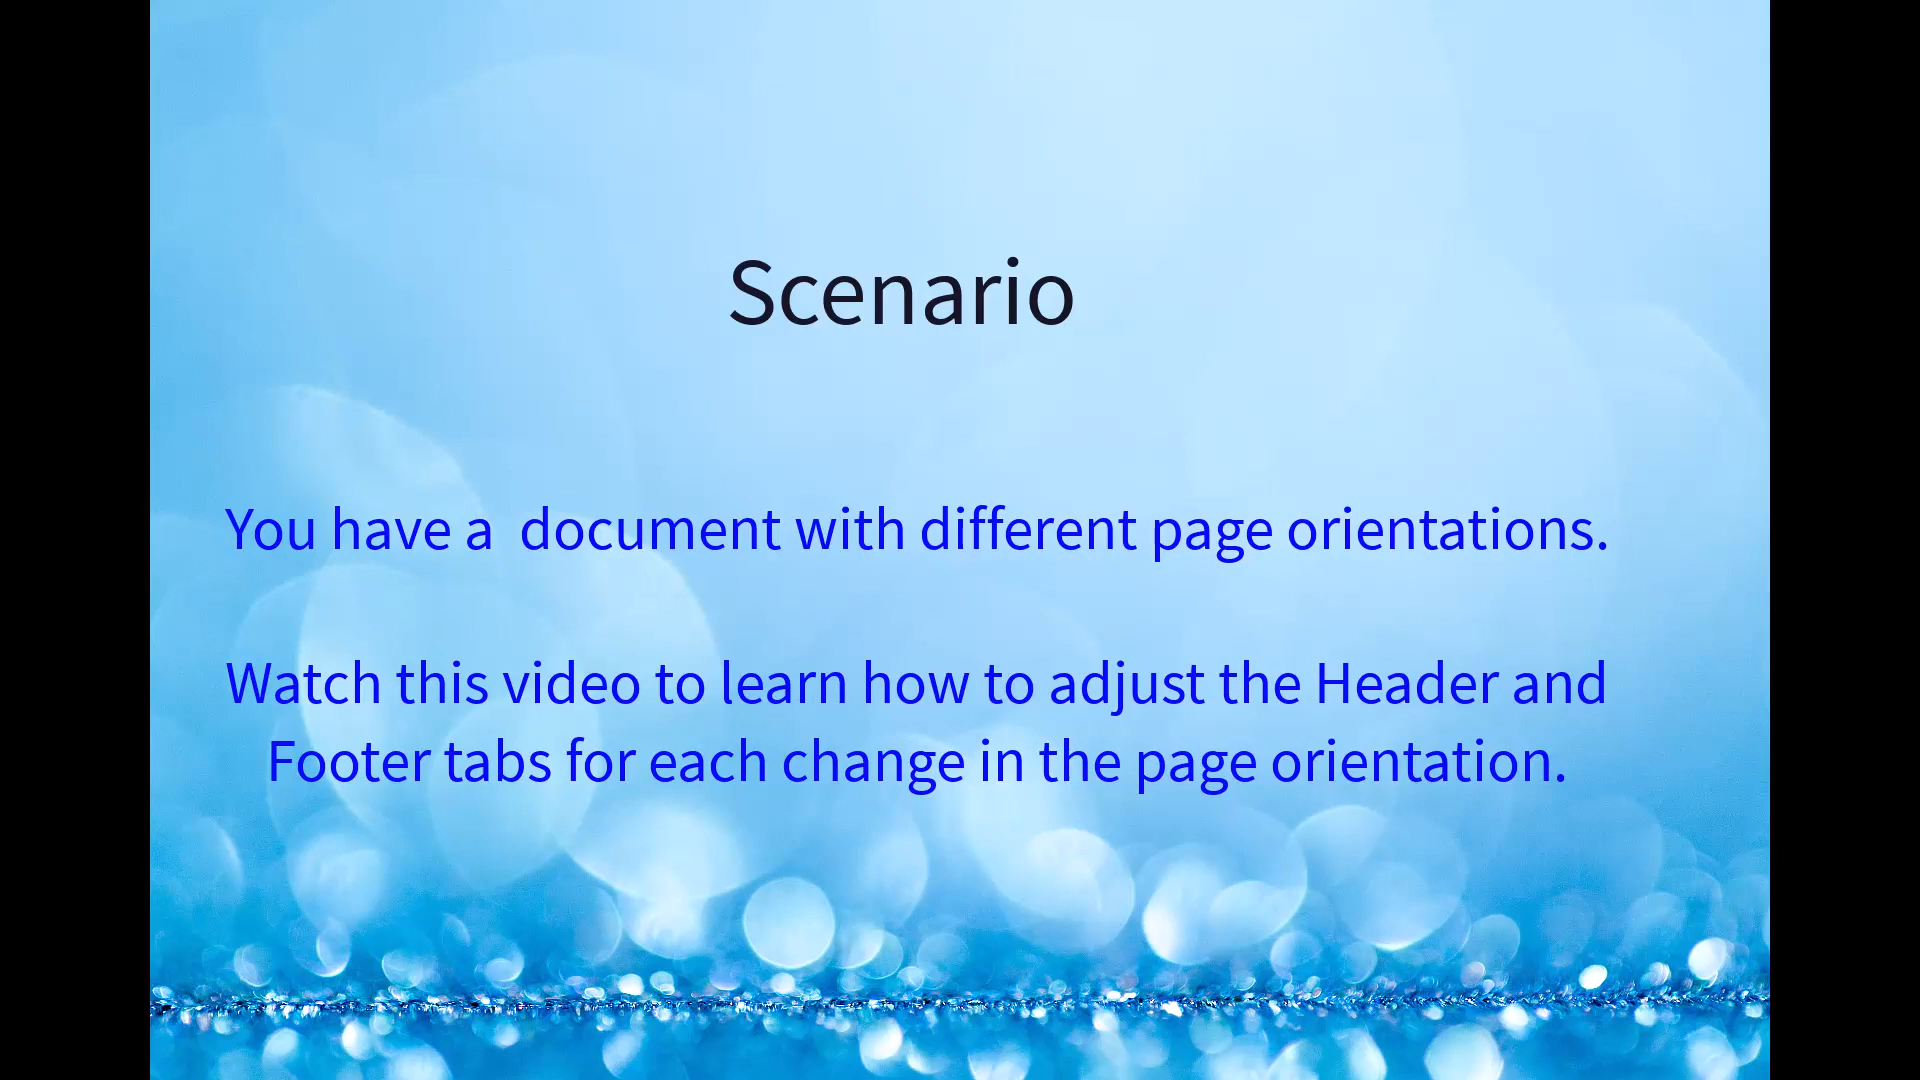 Scenario
You have a  document with different page orientations.
Watch this video to learn how to adjust the Header and
Footer tabs for each change in the page orientation.